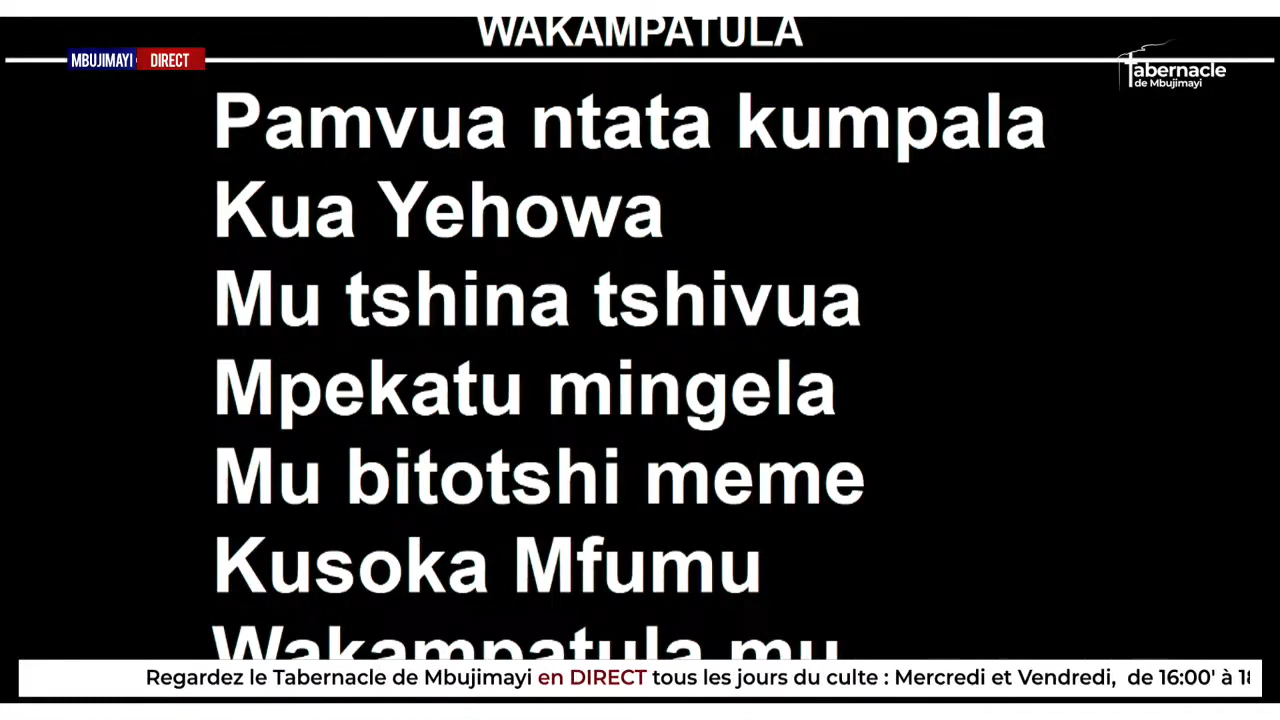 WAKAMPATULA
MBUJIMAYI DIRECT
Tabernacle
de Mbujimayi
Pamvua ntata kumpala
Kua Yehowa
Mu tshina tshivua
Mpekatu mingela
Mu bitotshi meme
Kusoka Mfumu
Wakampatula mu
Regardez le Tabernacle de Mbujimayi en DIRECT tous les jours du culte : Mercredi et Vendredi, de 16:00' à 18